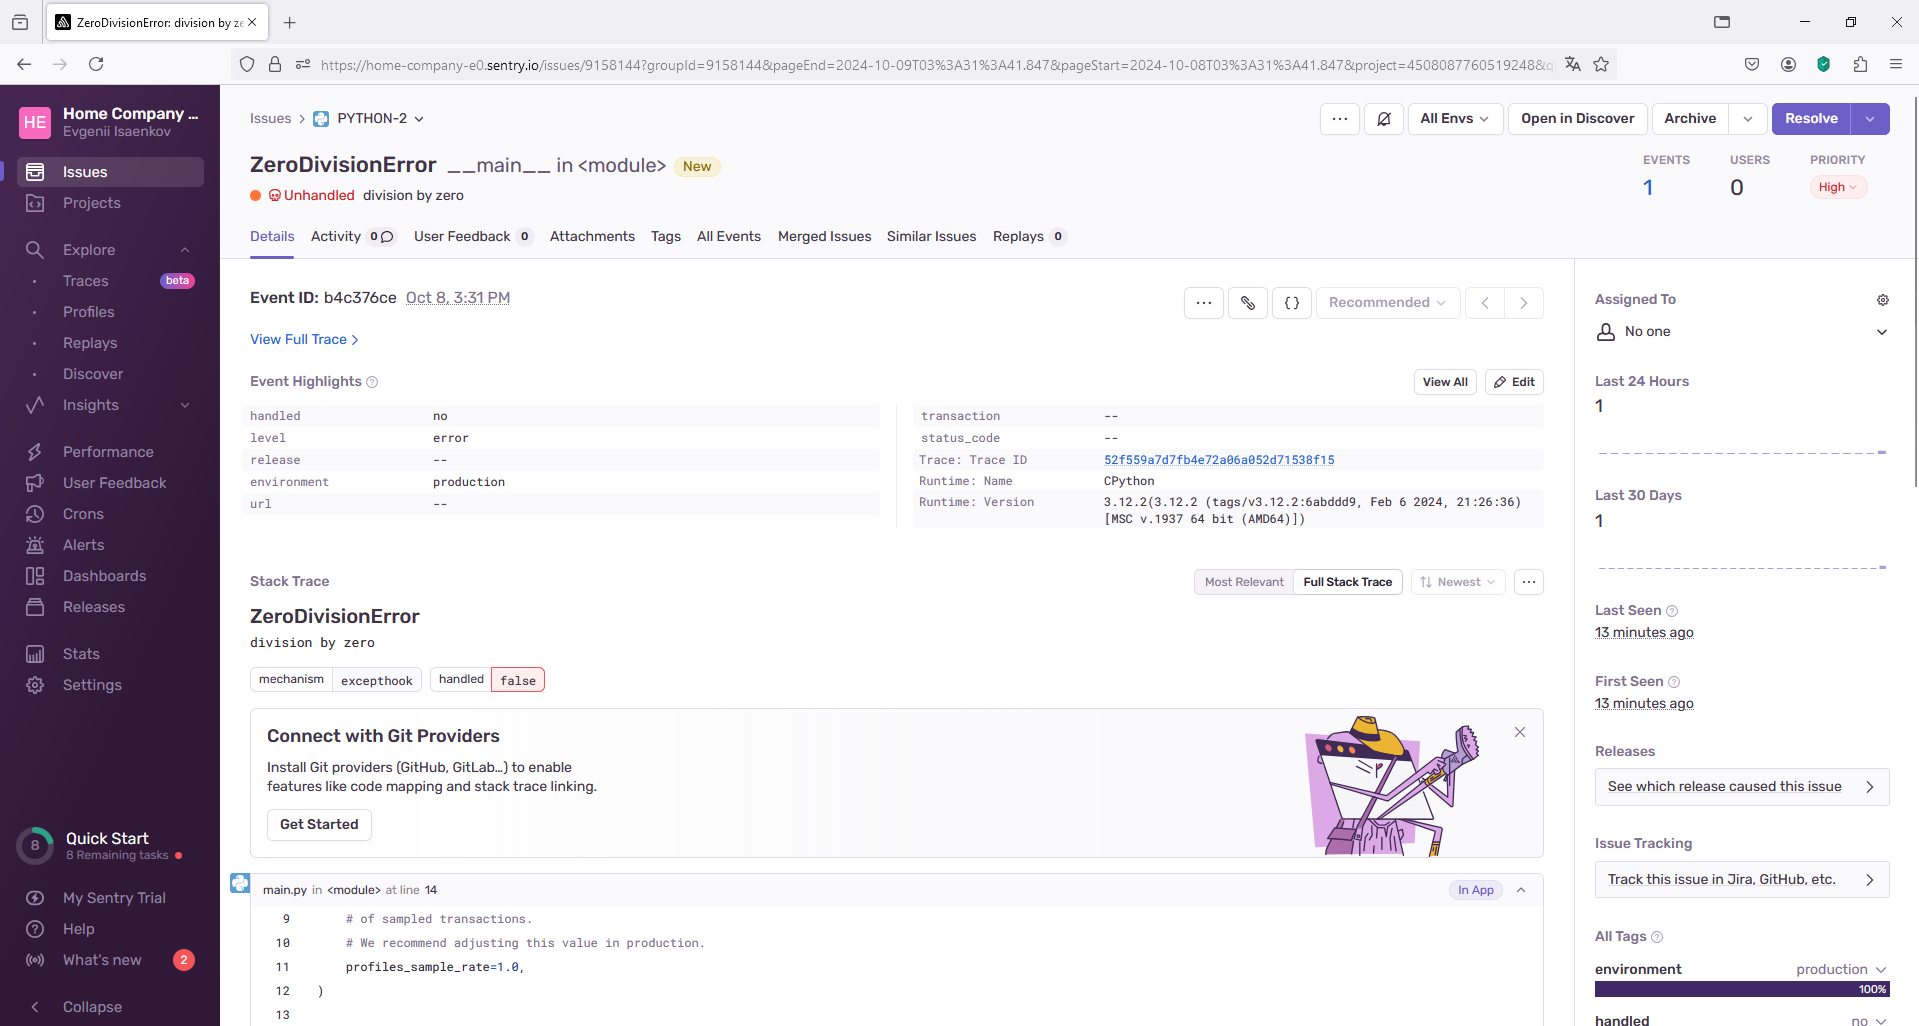 ZeroDivisionError: division by ze
https://home-company-e0.sentry.io/issues/9158144?groupId=9158144&pageEnd=2024-10-09T03%3A31%3A41.847&pageStart=2024-10-08T03%3A31%3A41.847&project=4508087760519248&q
HE
Home Company ...
Evgenii Isaenkov
Issues
Projects
Explore
Traces beta
Profiles
Replays
Discover
Insights
Performance
User Feedback
Crons
Alerts
Dashboards
Releases
Stats
Settings
8
Quick Start
8 Remaining tasks
My Sentry Trial
Help
What's new 2
Collapse
Issues > PYTHON-2
All Envs Open in Discover Archive Resolve
ZeroDivisionError __main__ in <module> New
Unhandled division by zero
EVENTS USERS PRIORITY
1 0 High
Details Activity 0 User Feedback 0 Attachments Tags All Events Merged Issues Similar Issues Replays 0
Event ID: b4c376ce Oct 8, 3:31 PM
Recommended
View Full Trace >
Event Highlights
View All Edit
handled no
level error
release --
environment production
url --
transaction --
status_code --
Trace: Trace ID 52f559a7d7fb4e72a06a052d71538f15
Runtime: Name CPython
Runtime: Version 3.12.2(3.12.2 (tags/v3.12.2:6abddd9, Feb 6 2024, 21:26:36)
[MSC v.1937 64 bit (AMD64)])
Stack Trace
Most Relevant Full Stack Trace Newest
ZeroDivisionError
division by zero
mechanism excepthook handled false
Connect with Git Providers
Install Git providers (GitHub, GitLab…) to enable
features like code mapping and stack trace linking.
Get Started
main.py in <module> at line 14 In App
9 # of sampled transactions.
10 # We recommend adjusting this value in production.
11 profiles_sample_rate=1.0,
12 )
13
Assigned To
No one
Last 24 Hours
1
Last 30 Days
1
Last Seen
13 minutes ago
First Seen
13 minutes ago
Releases
See which release caused this issue
Issue Tracking
Track this issue in Jira, GitHub, etc.
All Tags
environment production
100%
handled no